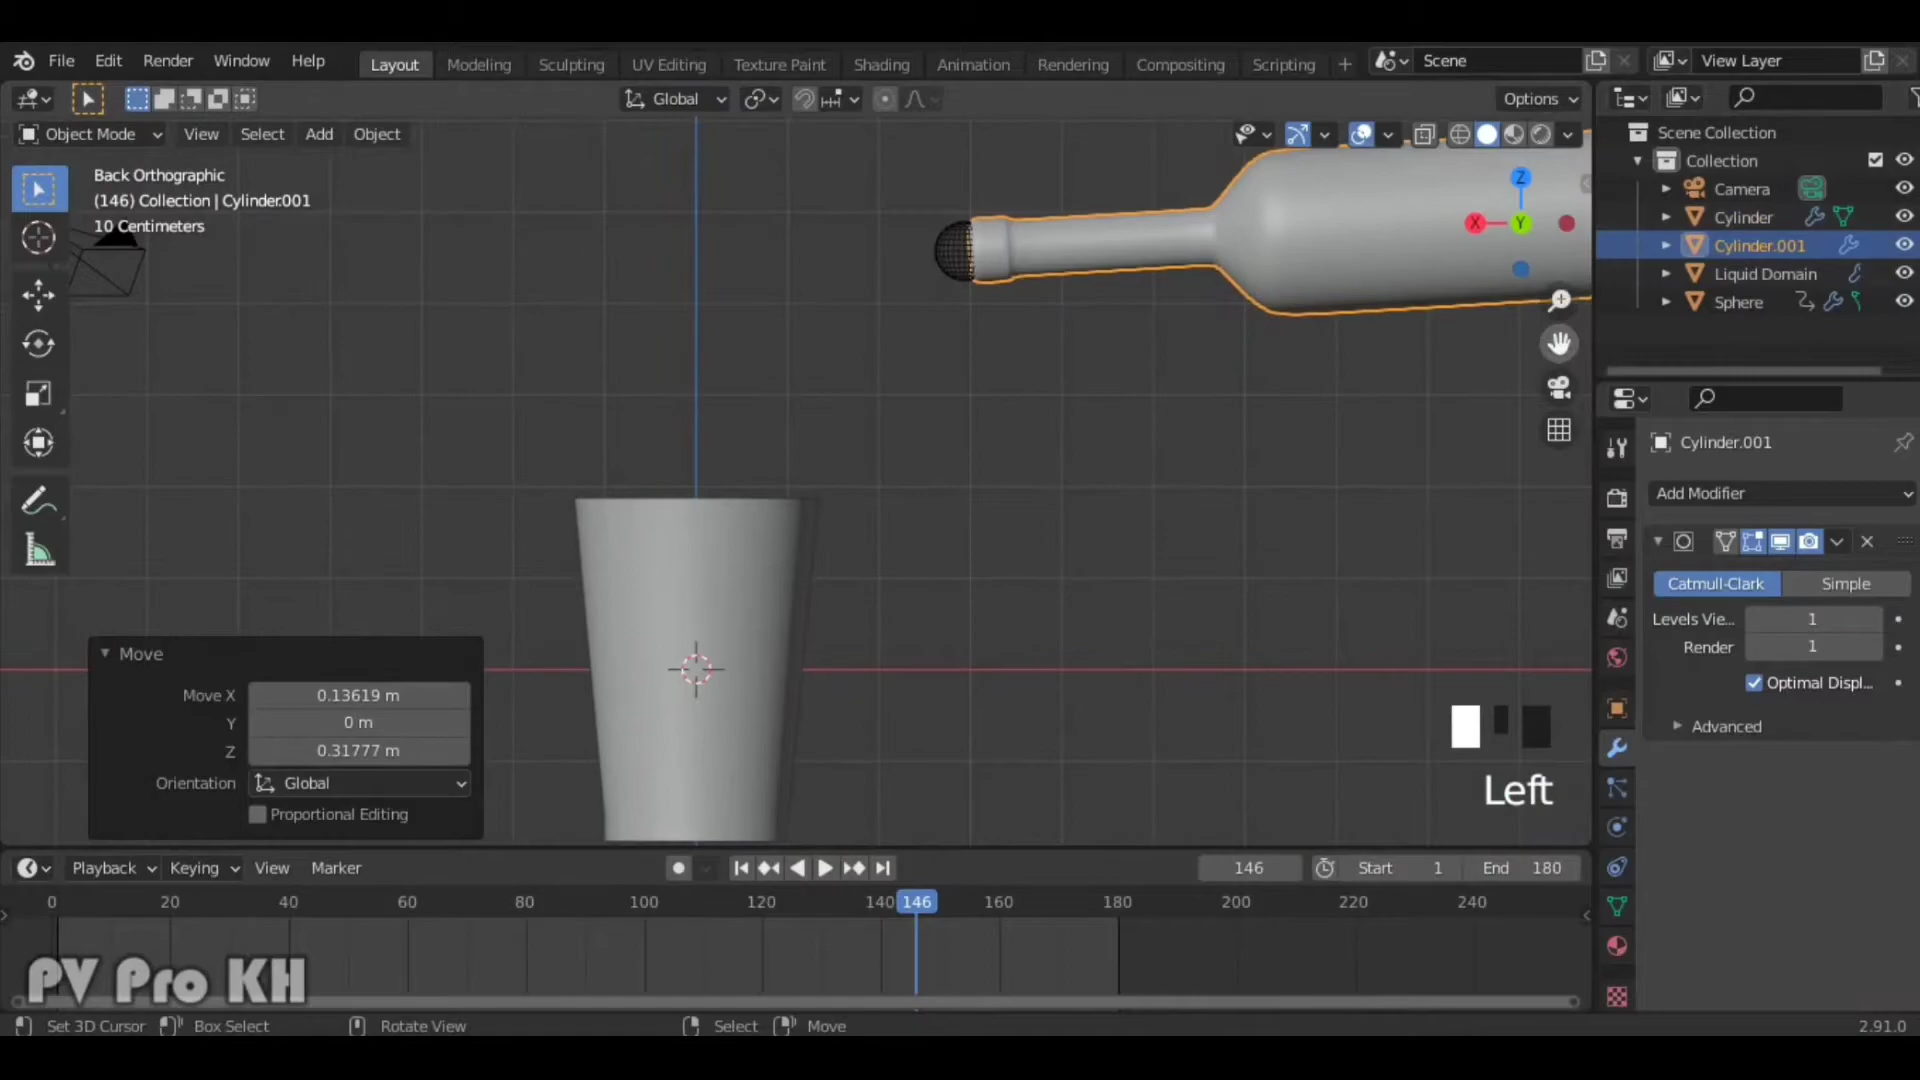 File Edit Render Window Help Layout Modeling Sculpting UV Editing Texture Paint Shading Animation Rendering Compositing Scripting + Scene View Layer
Global Options
Object Mode View Select Add Object
Back Orthographic
(146) Collection | Cylinder.001
10 Centimeters
Z
X Y
Scene Collection
Collection
Camera
Cylinder
Cylinder.001
Liquid Domain
Sphere
Cylinder.001
Add Modifier
Catmull-Clark Simple
Levels Vie... 1
Render 1
Optimal Displ...
Advanced
Move
Move X 0.13619 m
Y 0 m
Z 0.31777 m
Orientation Global
Proportional Editing
Left
Playback Keying View Marker 146 Start 1 End 180
0 20 40 60 80 100 120 140 146 160 180 200 220 240
PV Pro KH
Set 3D Cursor Box Select Rotate View Select Move 2.91.0